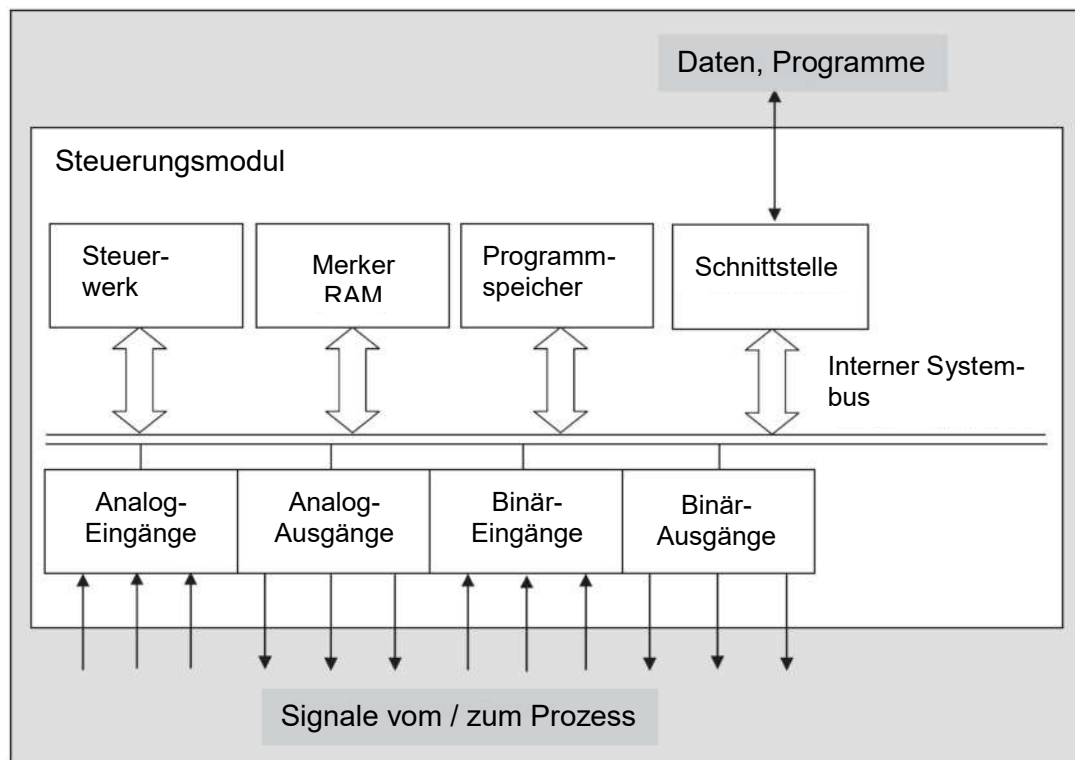 Daten, Programme
Steuerungsmodul
Steuer-
werk
Merker
RAM
Programm-
speicher
Schnittstelle
Interner System-
bus
Analog-
Eingänge
Analog-
Ausgänge
Binär-
Eingänge
Binär-
Ausgänge
Signale vom / zum Prozess